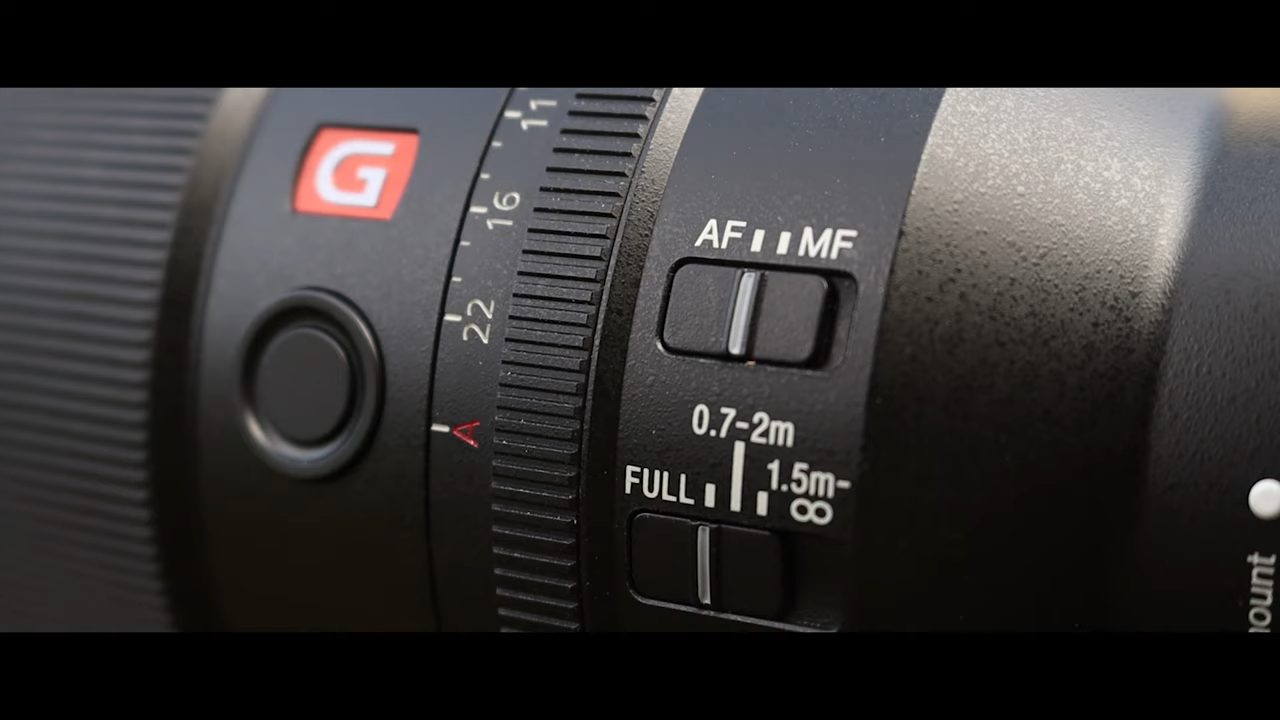 G
11
16
22
A
AF MF
0.7-2m
FULL 1.5m-
∞